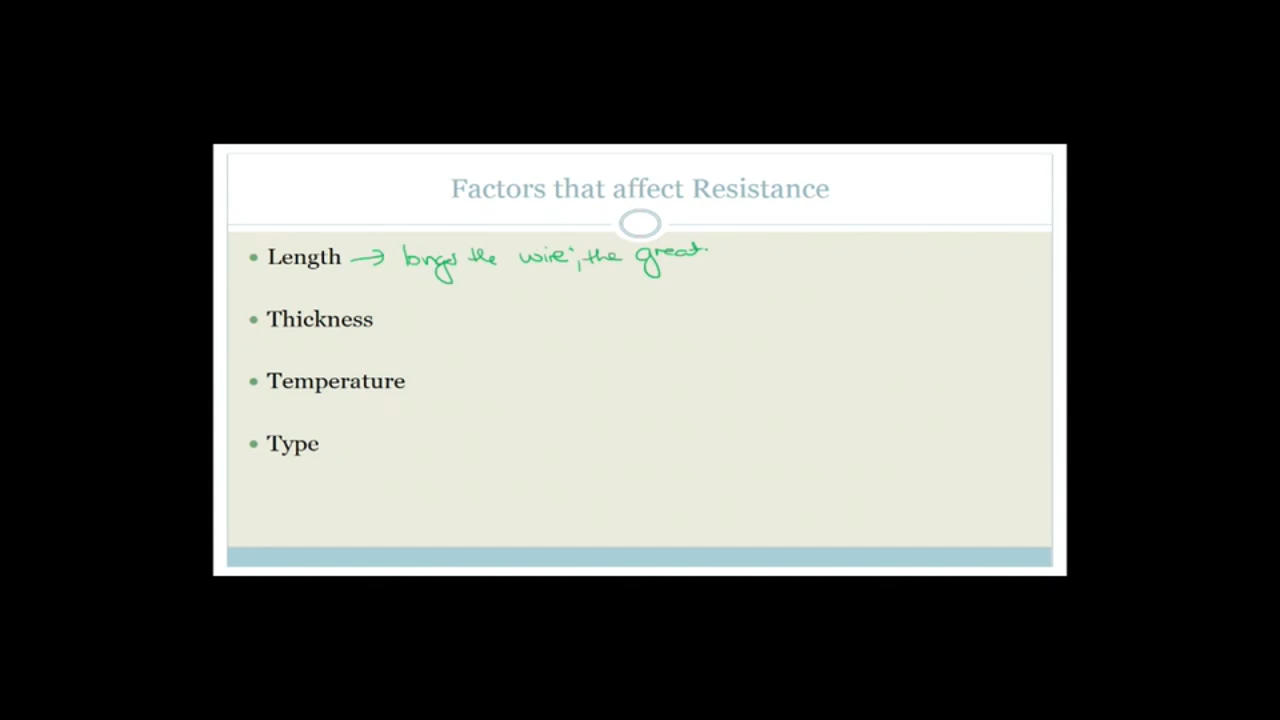 Factors that affect Resistance
• Length → longer the wire, the great
• Thickness
• Temperature
• Type